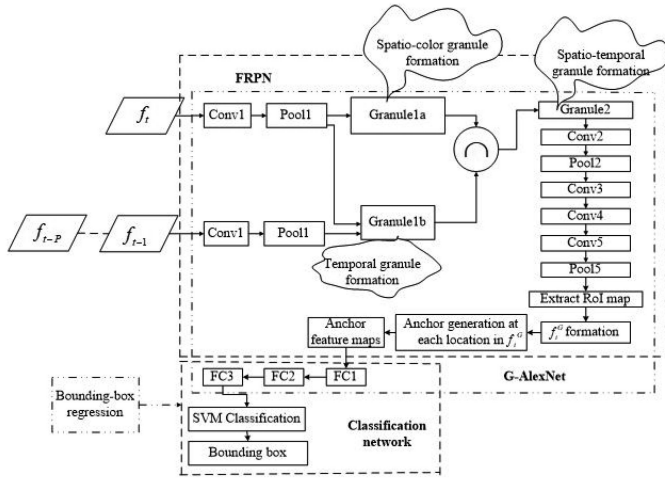 Spatio-color granule
formation
Spatio-temporal
granule formation
FRPN
f_t
Conv1
Pool1
Granule1a
Granule2
Conv2
Pool2
Conv3
Conv4
Conv5
Pool5
Extract RoI map
f_{t-P}
f_{t-1}
Conv1
Pool1
Granule1b
Temporal granule
formation
Anchor
feature maps
Anchor generation at
each location in f_t^G
f_t^G formation
FC3
FC2
FC1
G-AlexNet
Bounding-box
regression
SVM Classification
Classification
network
Bounding box